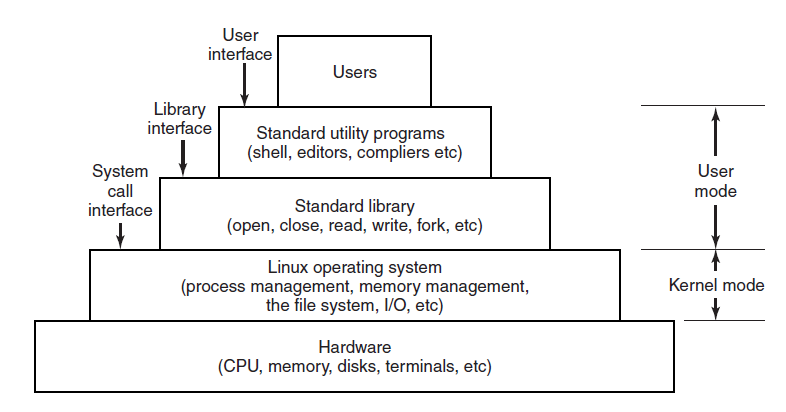 User
interface
Users
Library
interface
Standard utility programs
(shell, editors, compliers etc)
System
call
interface
Standard library
(open, close, read, write, fork, etc)
User
mode
Linux operating system
(process management, memory management,
the file system, I/O, etc)
Kernel mode
Hardware
(CPU, memory, disks, terminals, etc)